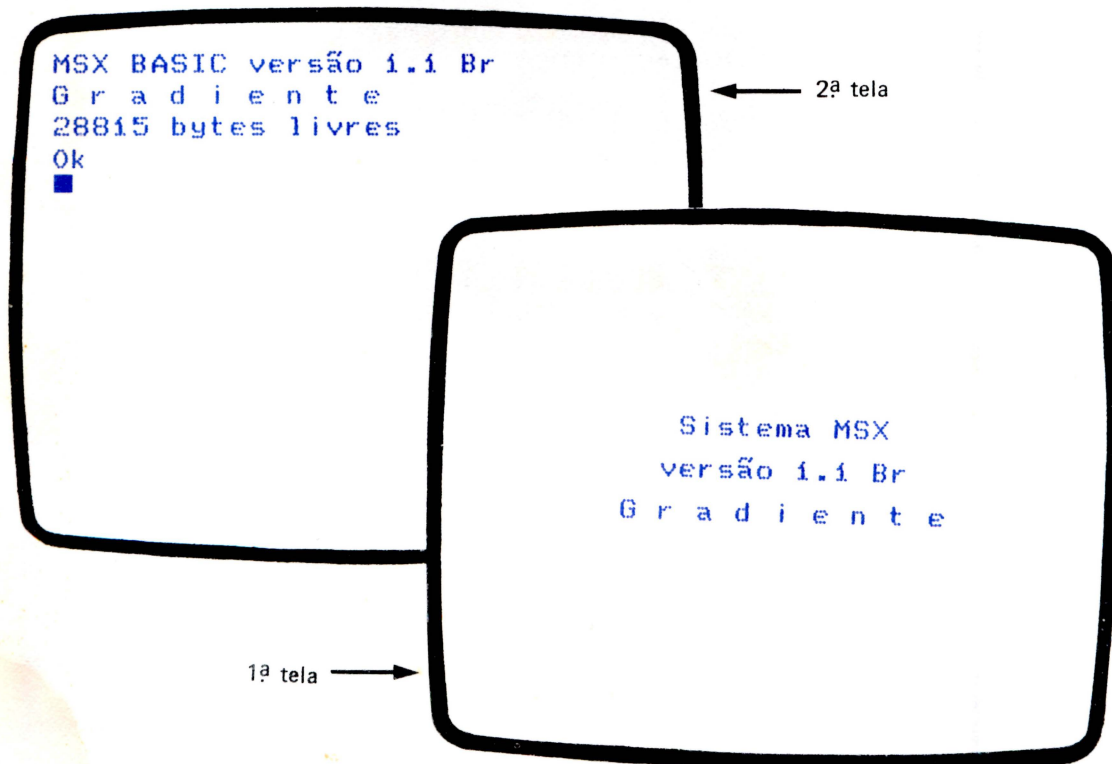 MSX BASIC versão 1.1 Br
G r a d i e n t e
28815 bytes livres
Ok
2ª tela
Sistema MSX
versão 1.1 Br
G r a d i e n t e
1ª tela